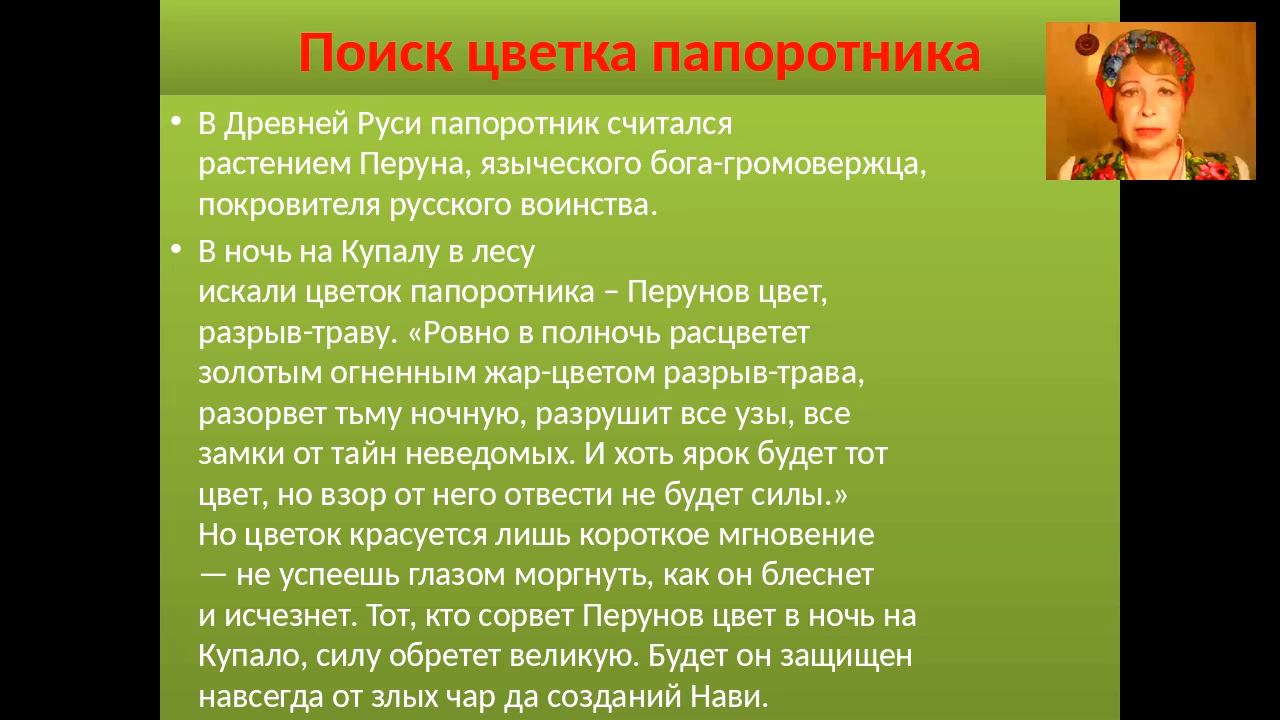 Поиск цветка папоротника
• В Древней Руси папоротник считался
растением Перуна, языческого бога-громовержца,
покровителя русского воинства.
• В ночь на Купалу в лесу
искали цветок папоротника – Перунов цвет,
разрыв-траву. «Ровно в полночь расцветет
золотым огненным жар-цветом разрыв-трава,
разорвет тьму ночную, разрушит все узы, все
замки от тайн неведомых. И хоть ярок будет тот
цвет, но взор от него отвести не будет силы.»
Но цветок красуется лишь короткое мгновение
— не успеешь глазом моргнуть, как он блеснет
и исчезнет. Тот, кто сорвет Перунов цвет в ночь на
Купало, силу обретет великую. Будет он защищен
навсегда от злых чар да созданий Нави.